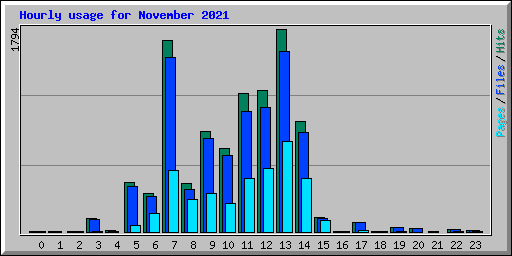 Hourly usage for November 2021
1794
Pages/Files/Hits
0 1 2 3 4 5 6 7 8 9 10 11 12 13 14 15 16 17 18 19 20 21 22 23